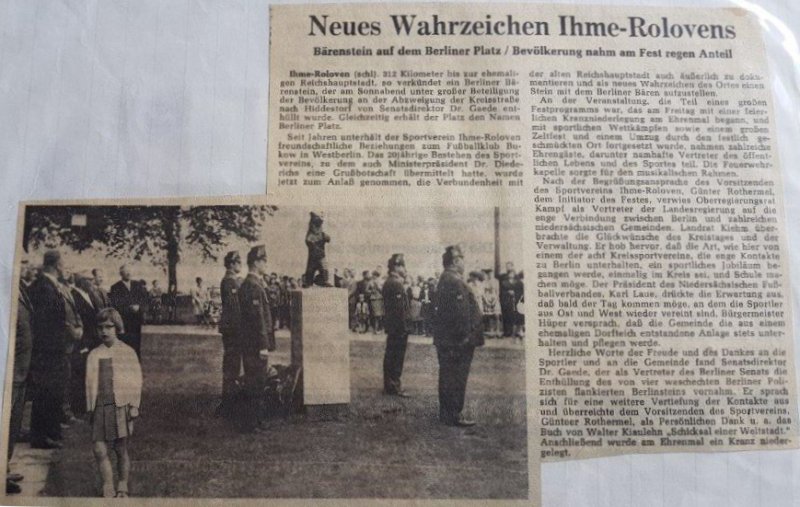 Neues Wahrzeichen Ihme-Rolovens
Bärenstein auf dem Berliner Platz / Bevölkerung nahm am Fest regen Anteil
Ihme-Roloven (schl). 312 Kilometer bis zur ehemali-
gen Reichshauptstadt, so verkündet ein Berliner Bä-
renstein, der am Sonnabend unter großer Beteiligung
der Bevölkerung an der Abzweigung der Kreisstraße
nach Hiddestorf von Senatsdirektor Dr. Gaede ent-
hüllt wurde. Gleichzeitig erhält der Platz den Namen
Berliner Platz.
Seit Jahren unterhält der Sportverein Ihme-Roloven
freundschaftliche Beziehungen zum Fußballklub Bu-
kow in Westberlin. Das 20jährige Bestehen des Sport-
vereins, zu dem auch Ministerpräsident Dr. Diede-
richs eine Grußbotschaft übermittelt hatte, wurde
jetzt zum Anlaß genommen, die Verbundenheit mit
der alten Reichshauptstadt auch äußerlich zu doku-
mentieren und als neues Wahrzeichen des Ortes einen
Stein mit dem Berliner Bären aufzustellen.
An der Veranstaltung, die Teil eines großen
Festprogramms war, das am Freitag mit einer feier-
lichen Kranzniederlegung am Ehrenmal begann, und
mit sportlichen Wettkämpfen sowie einem großen
Zeltfest und einem Umzug durch den festlich ge-
schmückten Ort fortgesetzt wurde, nahmen zahlreiche
Ehrengäste, darunter namhafte Vertreter des öffent-
lichen Lebens und des Sportes teil. Die Feuerwehr-
kapelle sorgte für den musikalischen Rahmen.
Nach der Begrüßungsansprache des Vorsitzenden
des Sportvereins Ihme-Roloven, Günter Rothermel,
dem Initiator des Festes, verwies Oberregierungsrat
Kampf als Vertreter der Landesregierung auf die
enge Verbindung zwischen Berlin und zahlreichen
niedersächsischen Gemeinden. Landrat Kiehm über-
brachte die Glückwünsche des Kreistages und der
Verwaltung. Er hob hervor, daß die Art, wie hier von
einem der acht Kreissportvereine, die enge Kontakte
zu Berlin unterhalten, ein sportliches Jubiläum be-
gangen werde, einmalig im Kreis sei, und Schule ma-
chen möge. Der Präsident des Niedersächsischen Fuß-
ballverbandes, Karl Laue, drückte die Erwartung aus,
daß bald der Tag kommen möge, an dem die Sportler
aus Ost und West wieder vereint sind. Bürgermeister
Hüper versprach, daß die Gemeinde die aus einem
ehemaligen Dorfteich entstandene Anlage stets unter-
halten und pflegen werde.
Herzliche Worte der Freude und des Dankes an die
Sportler und an die Gemeinde fand Senatsdirektor
Dr. Gaede, der als Vertreter des Berliner Senats die
Enthüllung des von vier waschechten Berliner Poli-
zisten flankierten Berlinsteins vornahm. Er sprach
sich für eine weitere Vertiefung der Kontakte aus
und überreichte dem Vorsitzenden des Sportvereins,
Güntoer Rothermel, als Persönlichen Dank u. a. das
Buch von Walter Kiaulehn „Schicksal einer Weltstadt."
Anschließend wurde am Ehrenmal ein Kranz nieder-
gelegt.